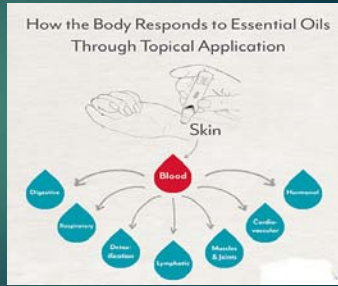 How the Body Responds to Essential Oils
Through Topical Application
Skin
Blood
Digestive
Hormonal
Respiratory
Cardio-
vascular
Detox-
ification
Muscles
& Joints
Lymphatic